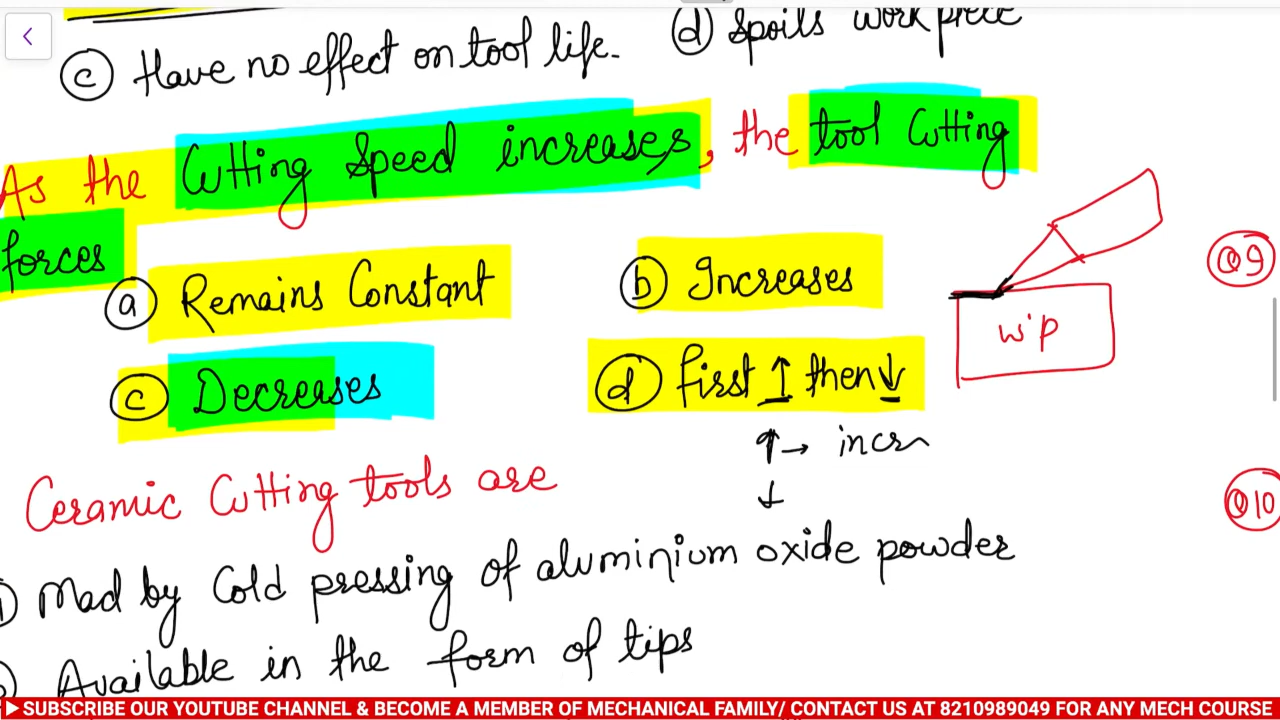 (c) Have no effect on tool life. (d) Spoils workpiece
As the Cutting Speed increases, the tool Cutting
forces
(a) Remains Constant (b) Increases
(c) Decreases (d) first ↑ then ↓
↑→ incr
↓
W'P
Q9
Ceramic Cutting tools are
Q10
Mad by Cold pressing of aluminium oxide powder
Available in the form of tips
▶SUBSCRIBE OUR YOUTUBE CHANNEL & BECOME A MEMBER OF MECHANICAL FAMILY/ CONTACT US AT 8210989049 FOR ANY MECH COURSE